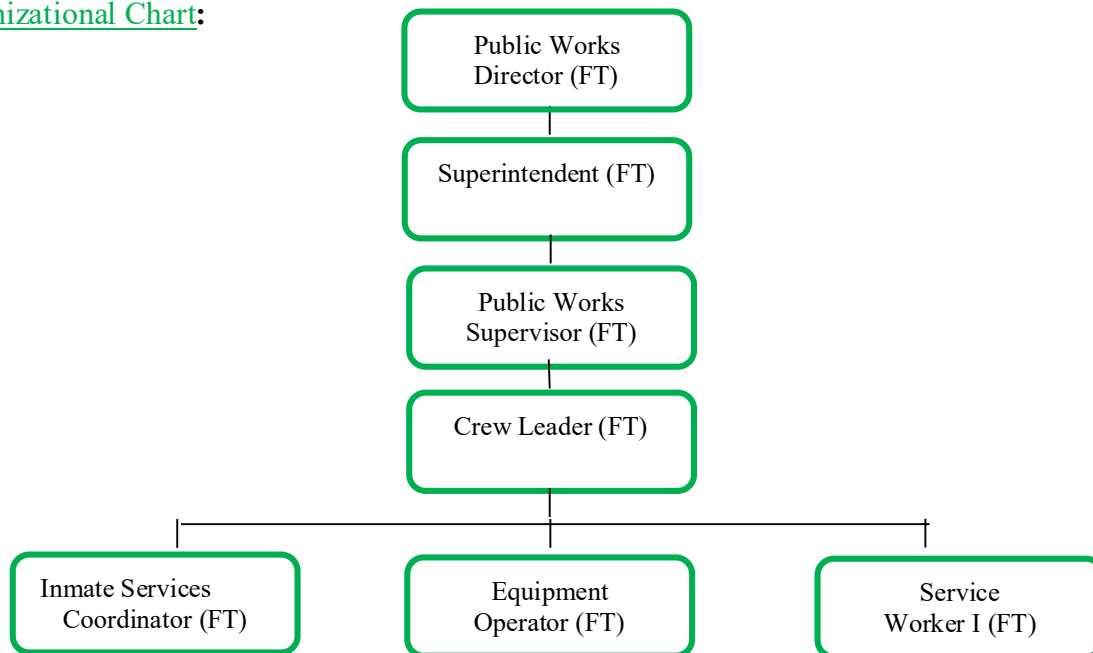 nizational Chart:
Public Works
Director (FT)
Superintendent (FT)
Public Works
Supervisor (FT)
Crew Leader (FT)
Inmate Services
Coordinator (FT)
Equipment
Operator (FT)
Service
Worker I (FT)